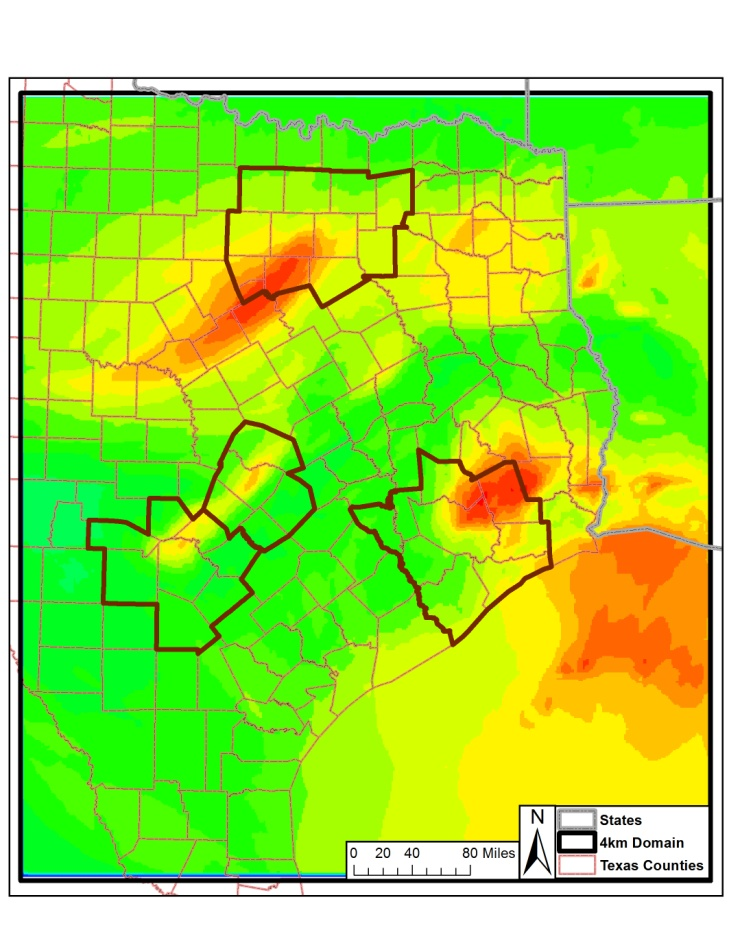 N
States
4km Domain
Texas Counties
0 20 40 80 Miles